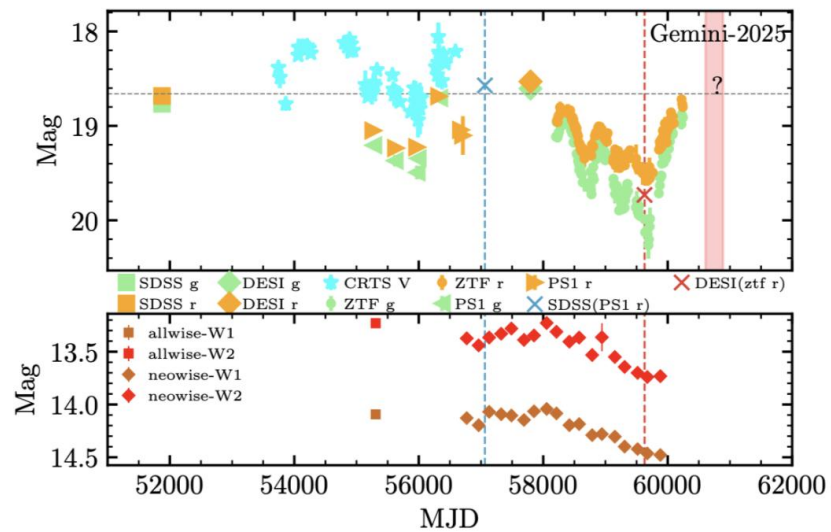 Gemini-2025
18
?
19
20
Mag
SDSS g DESI g CRTS V ZTF r PS1 r DESI(ztf r)
SDSS r DESI r ZTF g PS1 g SDSS(PS1 r)
allwise-W1
allwise-W2
neowise-W1
neowise-W2
13.5
14.0
14.5
Mag
52000 54000 56000 58000 60000 62000
MJD